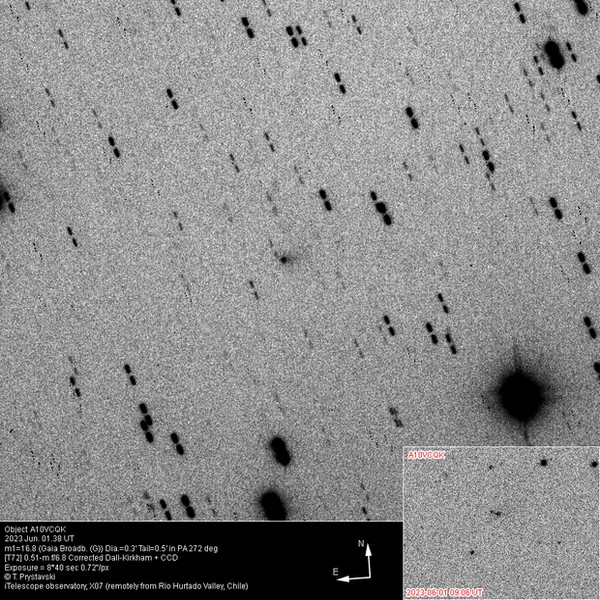 A10VCQK
Object A10VCQK
2023 Jun. 01.38 UT
m1=16.8 (Gaia Broadb. (G)) Dia.=0.3' Tail=0.5' in PA 272 deg
[T72] 0.51-m f/6.8 Corrected Dall-Kirkham + CCD
Exposure = 8*40 sec 0.72"/px
© T. Prystavski
iTelescope observatory, X07 (remotely from Rio Hurtado Valley, Chile)
N
E
2023-06-01 09:06 UT